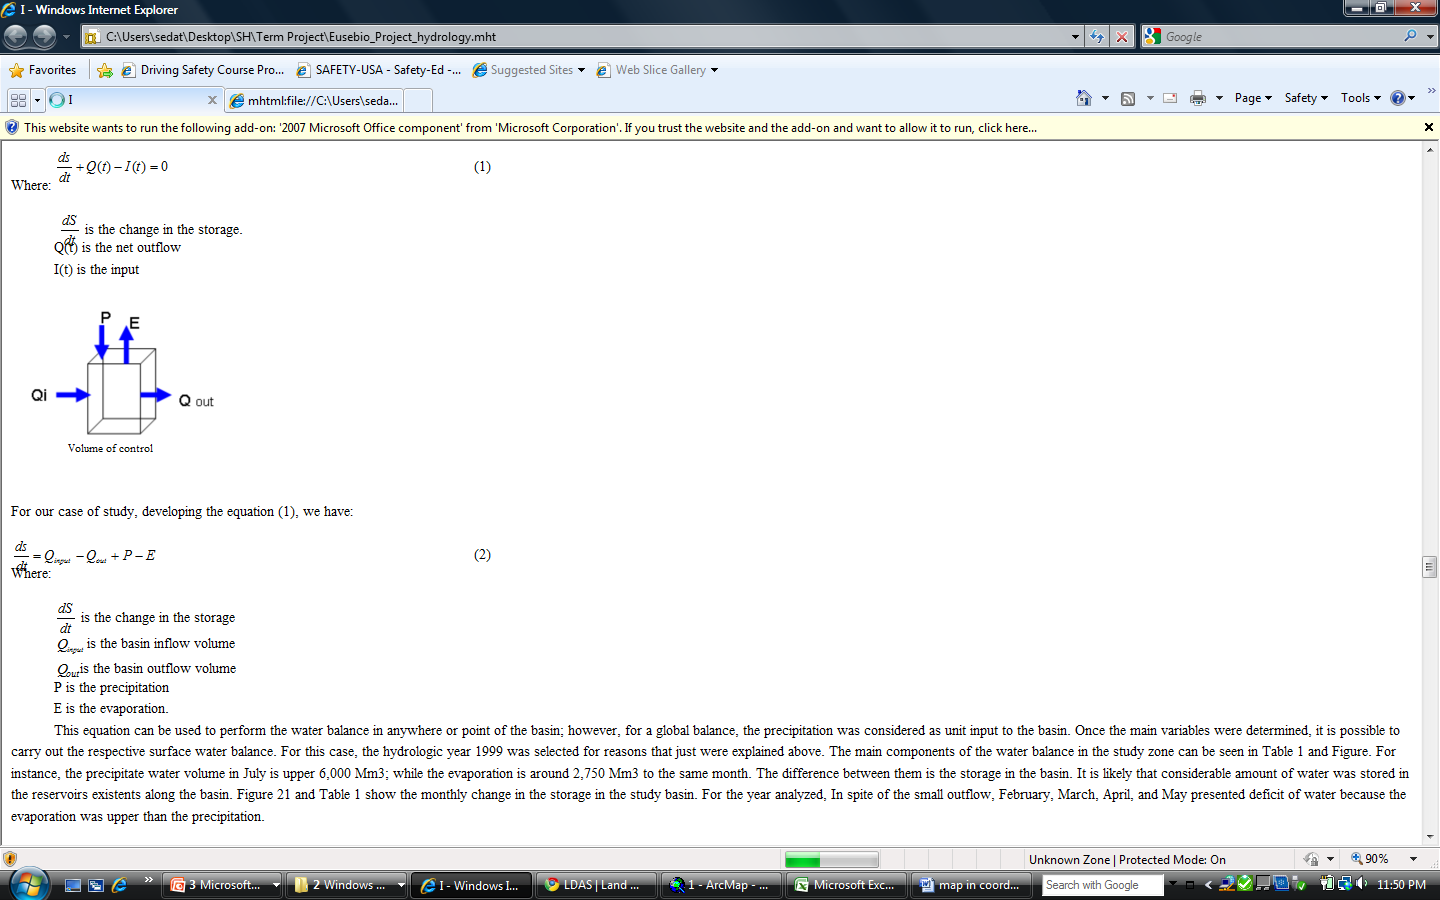 I - Windows Internet Explorer
C:\Users\sedat\Desktop\SH\Term Project\Eusebio_Project_hydrology.mht
Google
Favorites
Driving Safety Course Pro...
SAFETY-USA - Safety-Ed -...
Suggested Sites
Web Slice Gallery
I
mhtml:file://C:\Users\seda...
Page
Safety
Tools
This website wants to run the following add-on: '2007 Microsoft Office component' from 'Microsoft Corporation'. If you trust the website and the add-on and want to allow it to run, click here...
ds/dt + Q(t) − I(t) = 0 (1)
Where:
dS/dt is the change in the storage.
Q(t) is the net outflow
I(t) is the input
P
E
Qi
Q out
Volume of control
For our case of study, developing the equation (1), we have:
ds/dt = Qinput − Qout + P − E (2)
Where:
dS/dt is the change in the storage
Qinput is the basin inflow volume
Qout is the basin outflow volume
P is the precipitation
E is the evaporation.
This equation can be used to perform the water balance in anywhere or point of the basin; however, for a global balance, the precipitation was considered as unit input to the basin. Once the main variables were determined, it is possible to
carry out the respective surface water balance. For this case, the hydrologic year 1999 was selected for reasons that just were explained above. The main components of the water balance in the study zone can be seen in Table 1 and Figure. For
instance, the precipitate water volume in July is upper 6,000 Mm3; while the evaporation is around 2,750 Mm3 to the same month. The difference between them is the storage in the basin. It is likely that considerable amount of water was stored in
the reservoirs existents along the basin. Figure 21 and Table 1 show the monthly change in the storage in the study basin. For the year analyzed, In spite of the small outflow, February, March, April, and May presented deficit of water because the
evaporation was upper than the precipitation.
Unknown Zone | Protected Mode: On
90%
3 Microsoft...
2 Windows ...
I - Windows I...
LDAS | Land ...
1 - ArcMap - ...
Microsoft Exc...
map in coord...
Search with Google
11:50 PM